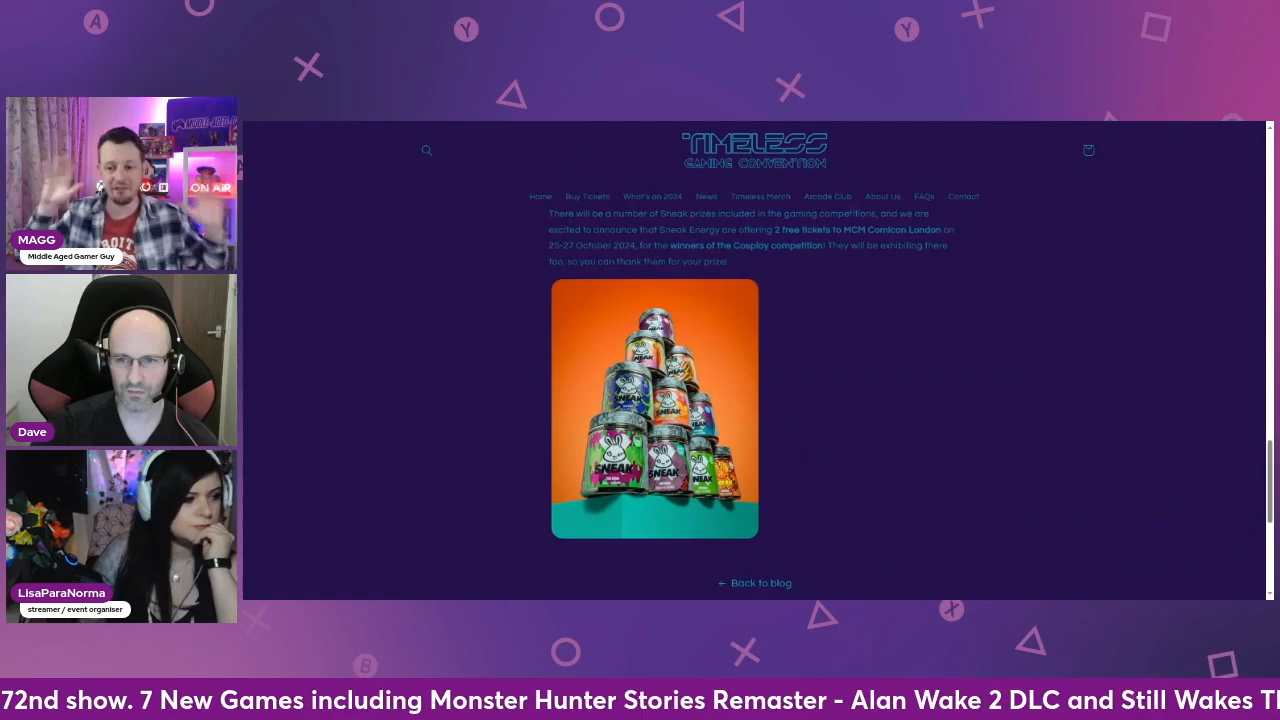 TIMELESS
GAMING CONVENTION
Home Buy Tickets What's on 2024 News Timeless Merch Arcade Club About Us FAQs Contact
There will be a number of Sneak prizes included in the gaming competitions, and we are
excited to announce that Sneak Energy are offering 2 free tickets to MCM Comicon London on
25-27 October 2024, for the winners of the Cosplay competition! They will be exhibiting there
too, so you can thank them for your prize!
SNEAK
SNEAK
SNEAK
SNEAK
SNEAK
SNEAK
SNEAK
← Back to blog
ON AIR
MAGG
Middle Aged Gamer Guy
Dave
LisaParaNorma
streamer / event organiser
72nd show. 7 New Games including Monster Hunter Stories Remaster - Alan Wake 2 DLC and Still Wakes T